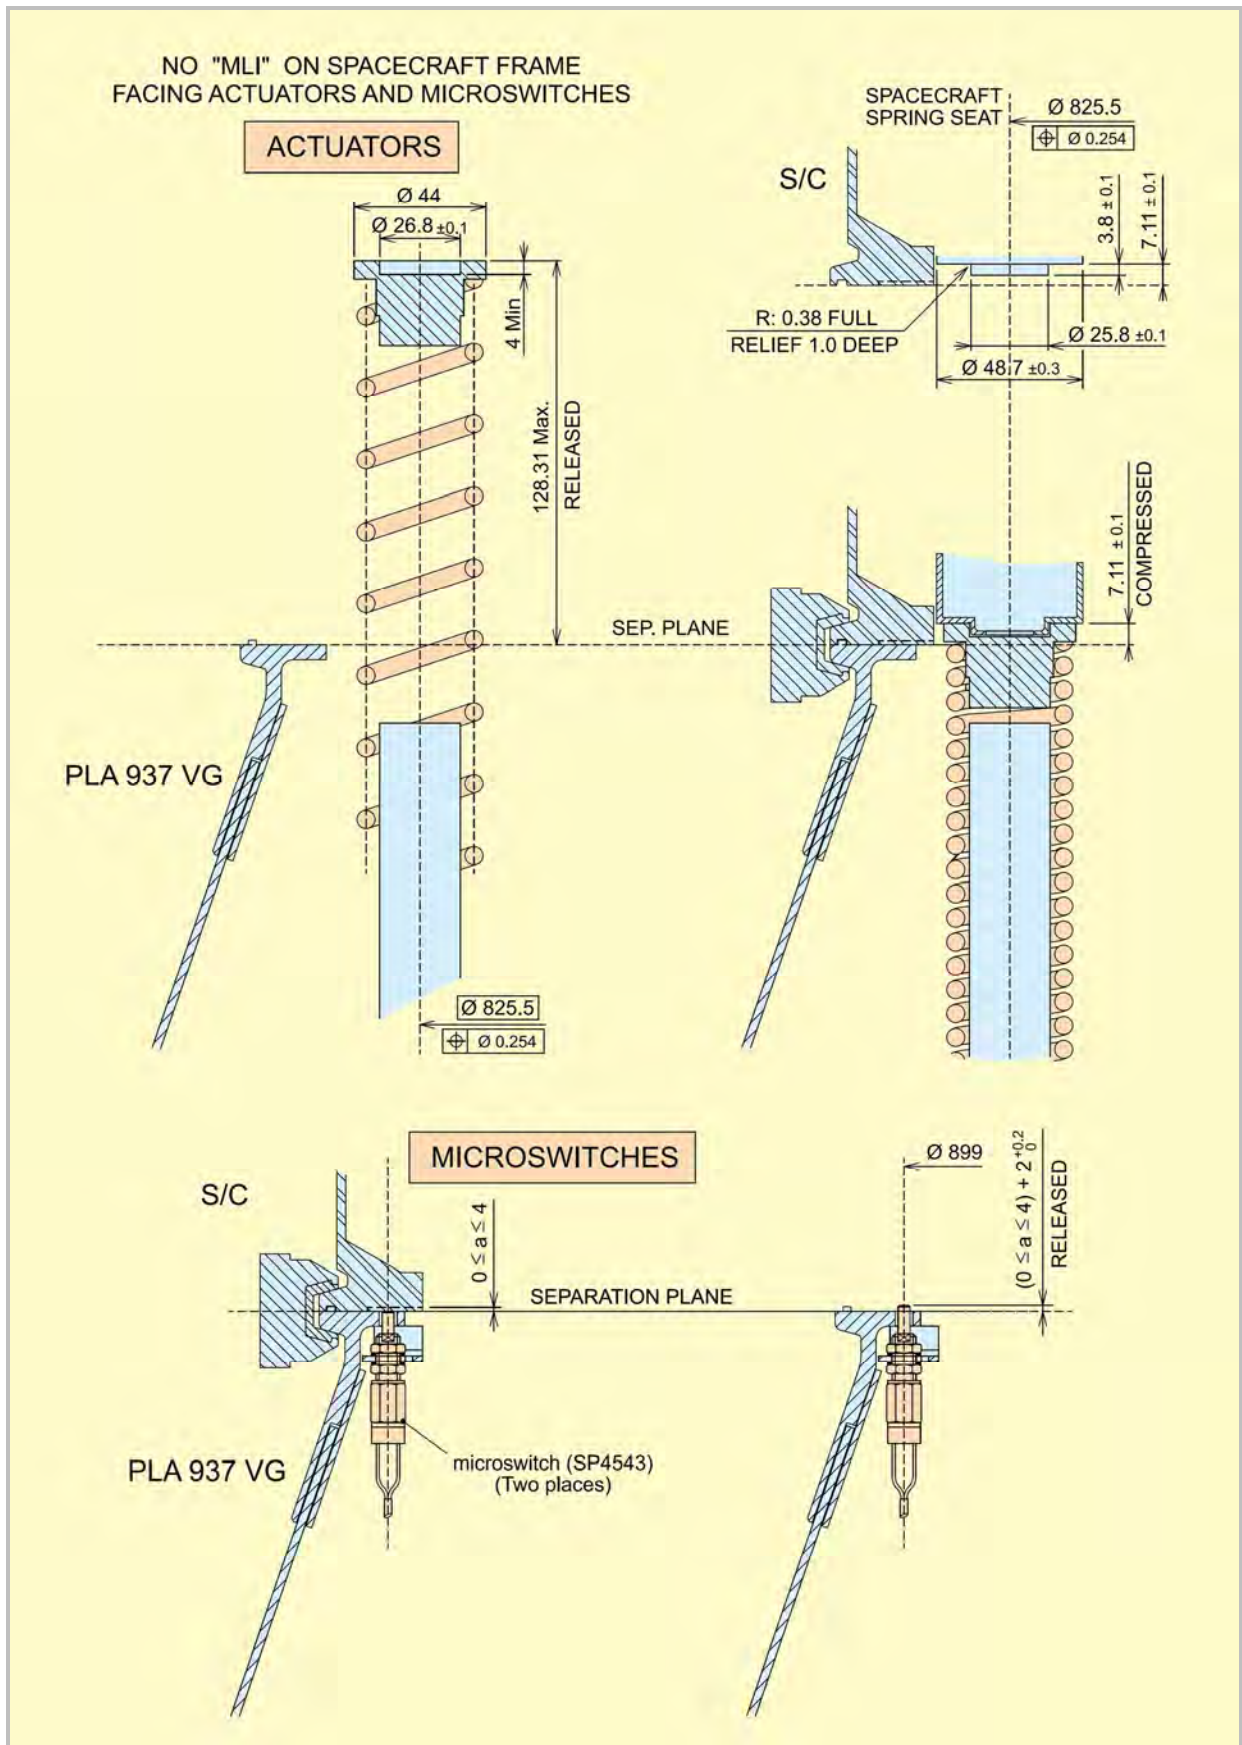 NO "MLI" ON SPACECRAFT FRAME
FACING ACTUATORS AND MICROSWITCHES
ACTUATORS
Ø 44
Ø 26.8 ±0.1
4 Min
128.31 Max.
RELEASED
SPACECRAFT
SPRING SEAT
Ø 825.5
⌖ Ø 0.254
S/C
3.8 ± 0.1
7.11 ± 0.1
R: 0.38 FULL
RELIEF 1.0 DEEP
Ø 25.8 ±0.1
Ø 48.7 ±0.3
7.11 ± 0.1
COMPRESSED
SEP. PLANE
PLA 937 VG
Ø 825.5
⌖ Ø 0.254
MICROSWITCHES
S/C
0 ≤ a ≤ 4
Ø 899
(0 ≤ a ≤ 4) + 2 +0.2 0
RELEASED
SEPARATION PLANE
PLA 937 VG
microswitch (SP4543)
(Two places)